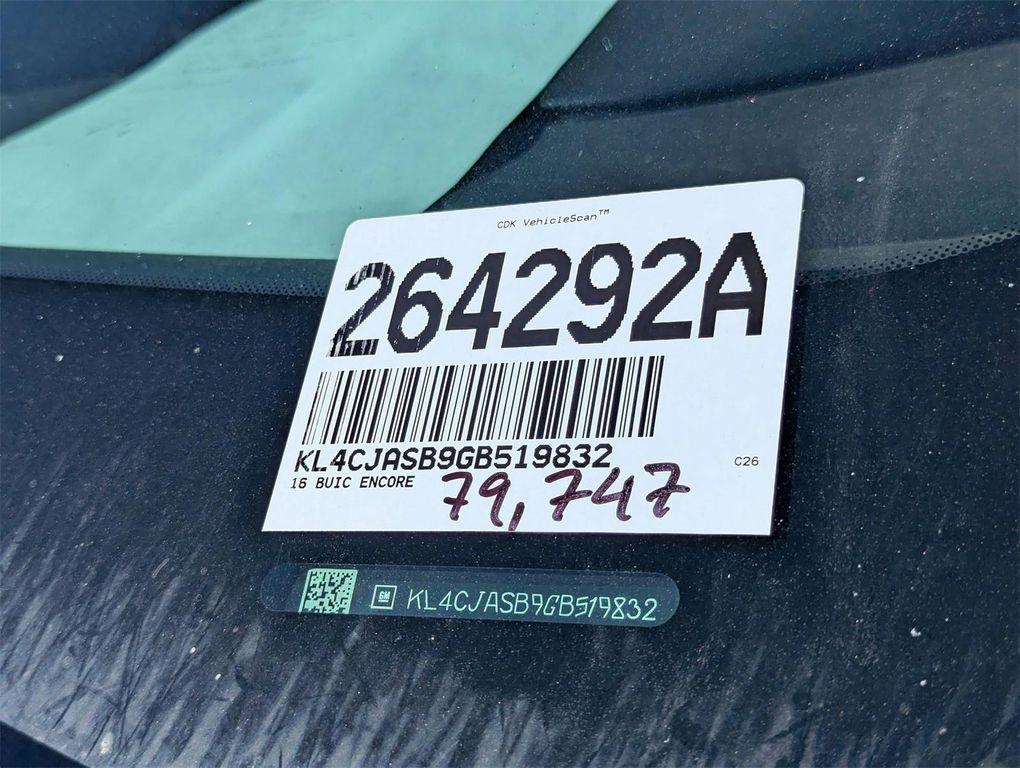 CDK VehicleScan™
264292A
KL4CJASB9GB519832
16 BUIC ENCORE
C26
79,747
GM KL4CJASB9GB519832